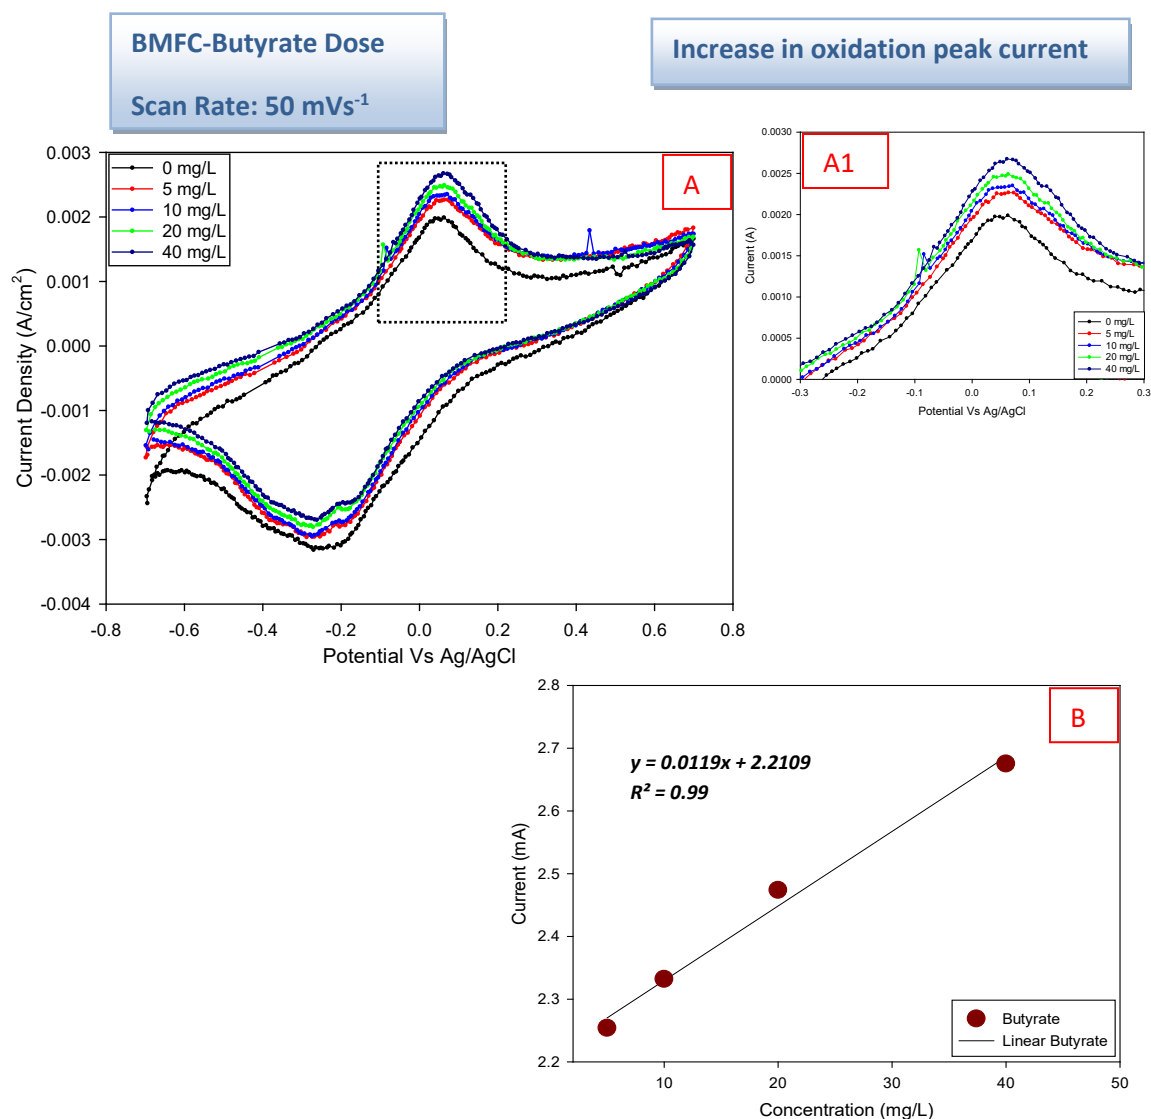 BMFC-Butyrate Dose
Scan Rate: 50 mVs⁻¹
Increase in oxidation peak current
A
0 mg/L
5 mg/L
10 mg/L
20 mg/L
40 mg/L
0.003
0.002
0.001
0.000
-0.001
-0.002
-0.003
-0.004
Current Density (A/cm²)
-0.8 -0.6 -0.4 -0.2 0.0 0.2 0.4 0.6 0.8
Potential Vs Ag/AgCl
A1
0.0030
0.0025
0.0020
0.0015
0.0010
0.0005
0.0000
Current (A)
0 mg/L
5 mg/L
10 mg/L
20 mg/L
40 mg/L
-0.3 -0.2 -0.1 0.0 0.1 0.2 0.3
Potential Vs Ag/AgCl
B
y = 0.0119x + 2.2109
R² = 0.99
2.8
2.7
2.6
2.5
2.4
2.3
2.2
Current (mA)
Butyrate
Linear Butyrate
10 20 30 40 50
Concentration (mg/L)